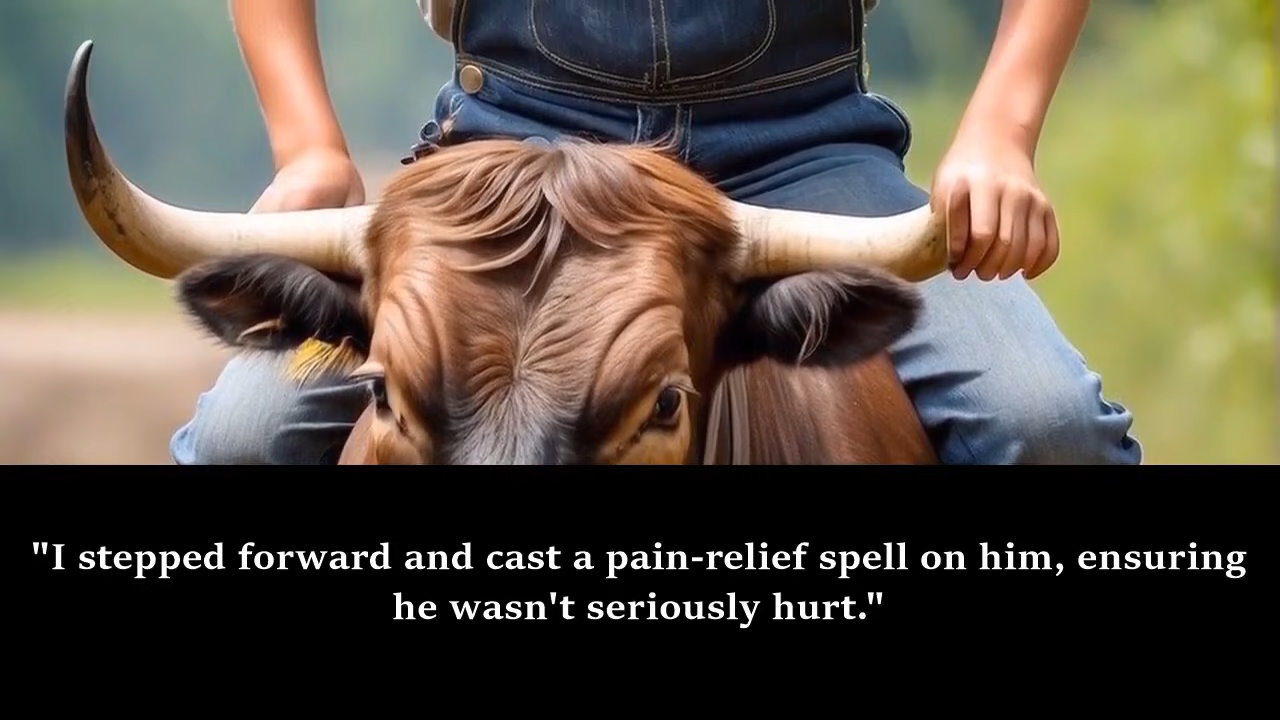 "I stepped forward and cast a pain-relief spell on him, ensuring
he wasn't seriously hurt."